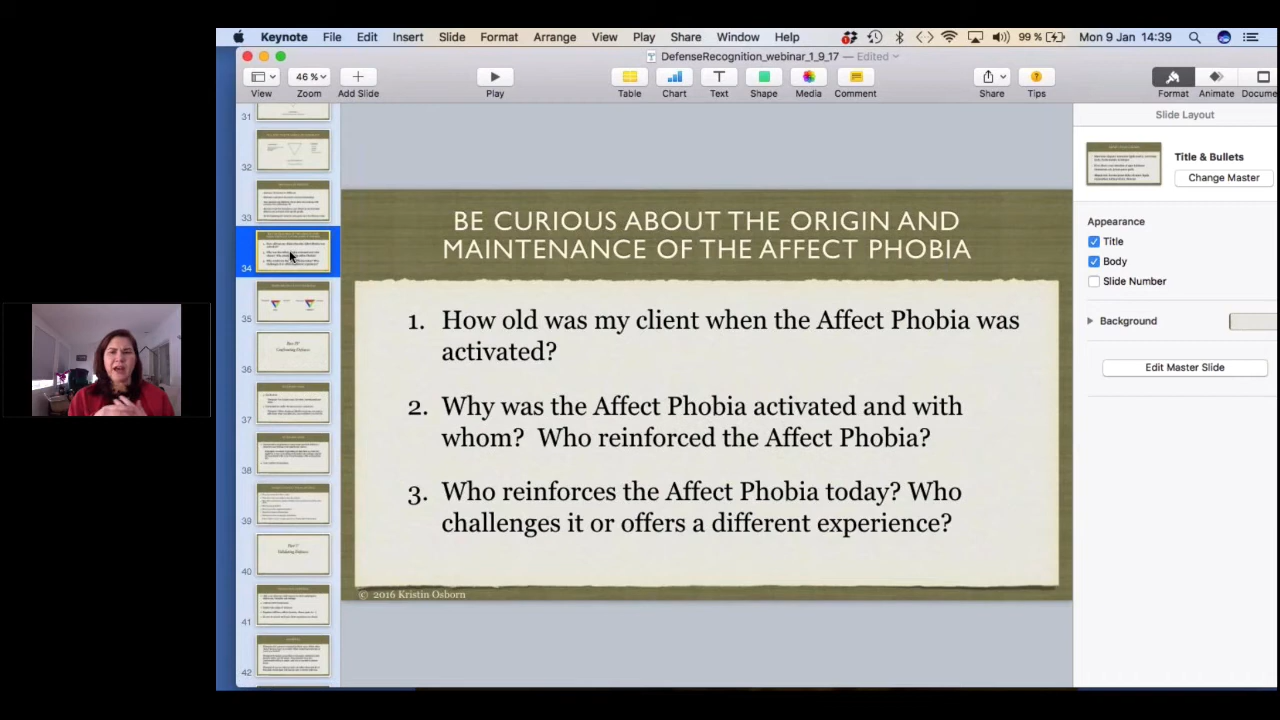 Keynote File Edit Insert Slide Format Arrange View Play Share Window Help 99% Mon 9 Jan 14:39
DefenseRecognition_webinar_1_9_17 — Edited
46%
View Zoom Add Slide Play Table Chart Text Shape Media Comment Share Tips Format Animate Docume
31
32
33
34
35
36
37
38
39
40
41
42
BE CURIOUS ABOUT THE ORIGIN AND
MAINTENANCE OF THE AFFECT PHOBIA
1. How old was my client when the Affect Phobia was
activated?
2. Why was the Affect Phobia activated and with
whom? Who reinforced the Affect Phobia?
3. Who reinforces the Affect Phobia today? Who
challenges it or offers a different experience?
© 2016 Kristin Osborn
Slide Layout
Title & Bullets
Change Master
Appearance
Title
Body
Slide Number
Background
Edit Master Slide